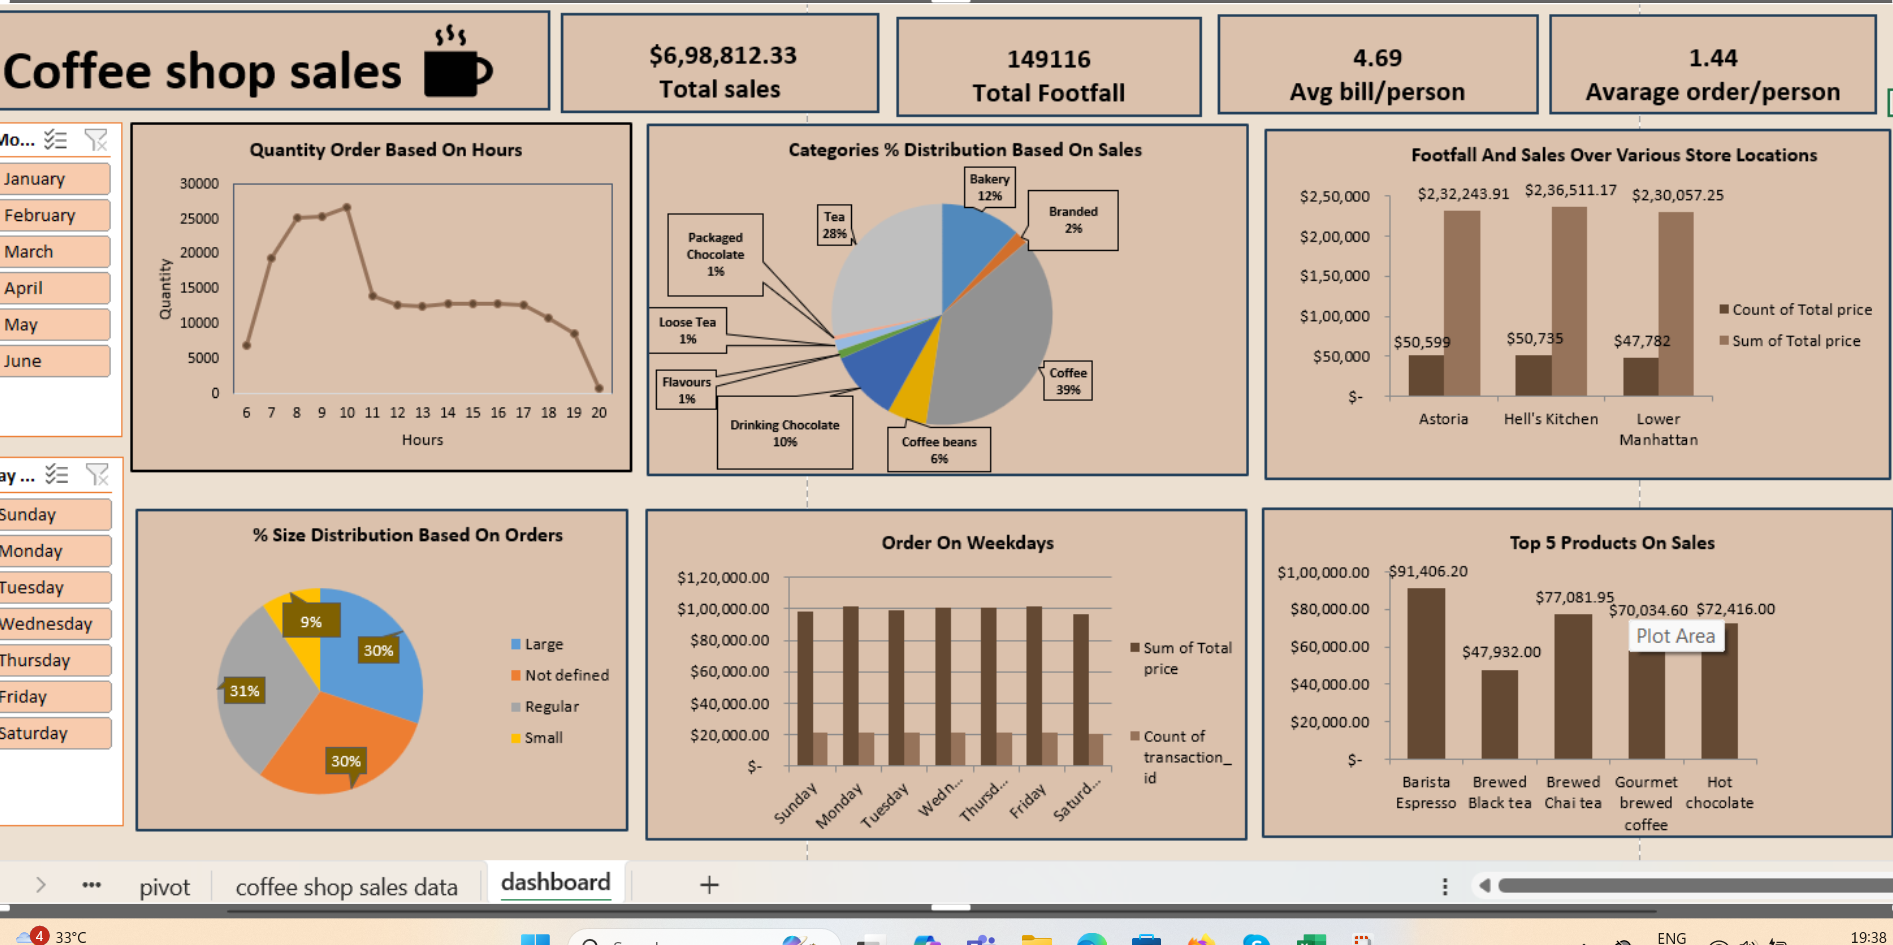 Coffee shop sales
$6,98,812.33
Total sales
149116
Total Footfall
4.69
Avg bill/person
1.44
Avarage order/person
Mo...
January
February
March
April
May
June
ay ...
Sunday
Monday
Tuesday
Wednesday
Thursday
Friday
Saturday
Quantity Order Based On Hours
30000
25000
20000
15000
10000
5000
0
Quantity
6 7 8 9 10 11 12 13 14 15 16 17 18 19 20
Hours
Categories % Distribution Based On Sales
Bakery
12%
Branded
2%
Tea
28%
Packaged
Chocolate
1%
Loose Tea
1%
Flavours
1%
Drinking Chocolate
10%
Coffee beans
6%
Coffee
39%
Footfall And Sales Over Various Store Locations
$2,50,000
$2,00,000
$1,50,000
$1,00,000
$50,000
$-
$2,32,243.91
$2,36,511.17
$2,30,057.25
$50,599
$50,735
$47,782
Astoria
Hell's Kitchen
Lower
Manhattan
Count of Total price
Sum of Total price
% Size Distribution Based On Orders
9%
30%
31%
30%
Large
Not defined
Regular
Small
Order On Weekdays
$1,20,000.00
$1,00,000.00
$80,000.00
$60,000.00
$40,000.00
$20,000.00
$-
Sunday
Monday
Tuesday
Wedn...
Thursd...
Friday
Saturd...
Sum of Total
price
Count of
transaction_
id
Top 5 Products On Sales
$1,00,000.00
$80,000.00
$60,000.00
$40,000.00
$20,000.00
$-
$91,406.20
$47,932.00
$77,081.95
$70,034.60
$72,416.00
Plot Area
Barista
Espresso
Brewed
Black tea
Brewed
Chai tea
Gourmet
brewed
coffee
Hot
chocolate
pivot
coffee shop sales data
dashboard
4
33°C
ENG
19:38